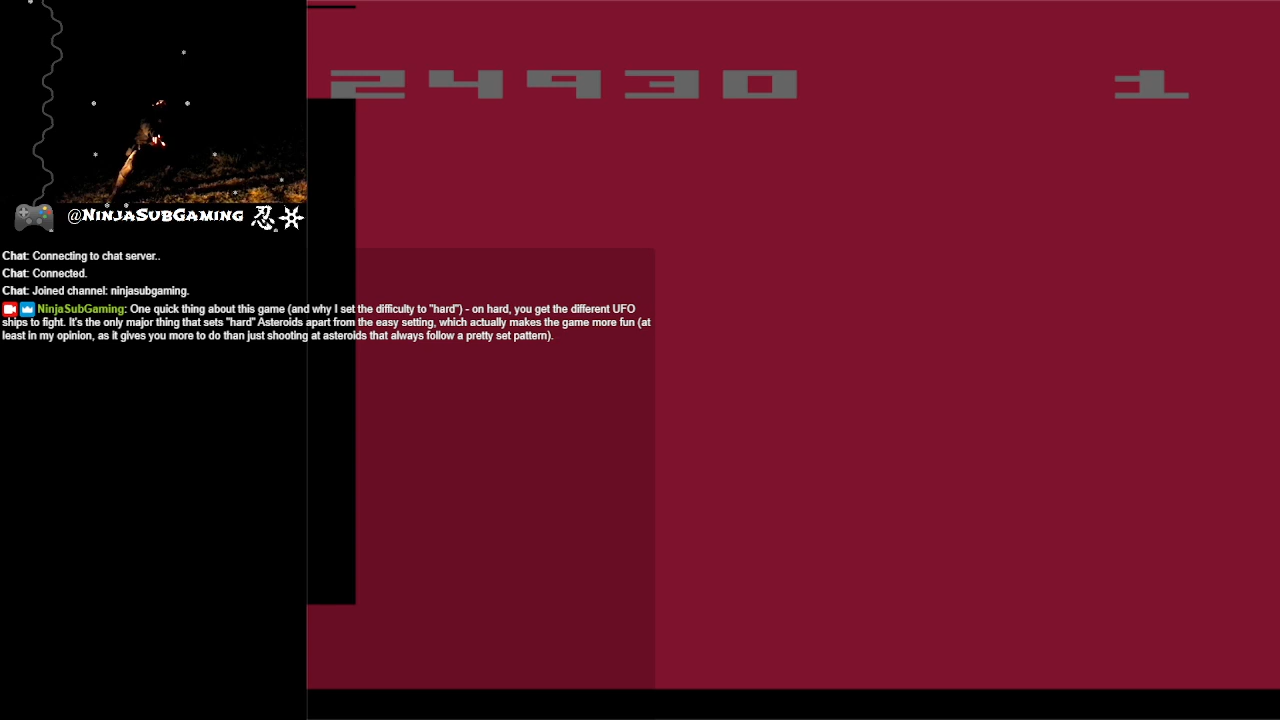 24930 1
@NinjaSubGaming 忍
Chat: Connecting to chat server..
Chat: Connected.
Chat: Joined channel: ninjasubgaming.
NinjaSubGaming: One quick thing about this game (and why I set the difficulty to "hard") - on hard, you get the different UFO
ships to fight. It's the only major thing that sets "hard" Asteroids apart from the easy setting, which actually makes the game more fun (at
least in my opinion, as it gives you more to do than just shooting at asteroids that always follow a pretty set pattern).